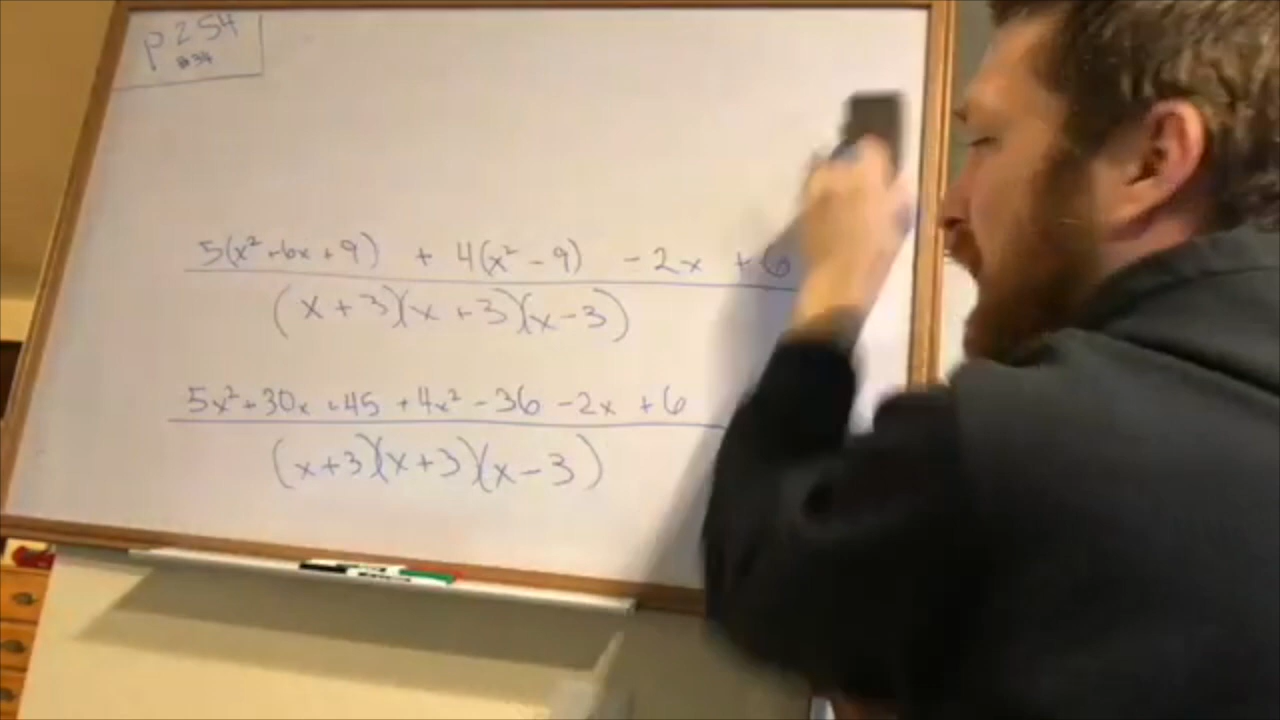 p254
#34
5(x² +6x + 9) + 4(x² - 9) - 2x + 6
(x + 3)(x + 3)(x - 3)
5x² + 30x + 45 + 4x² - 36 - 2x + 6
(x + 3)(x + 3)(x - 3)